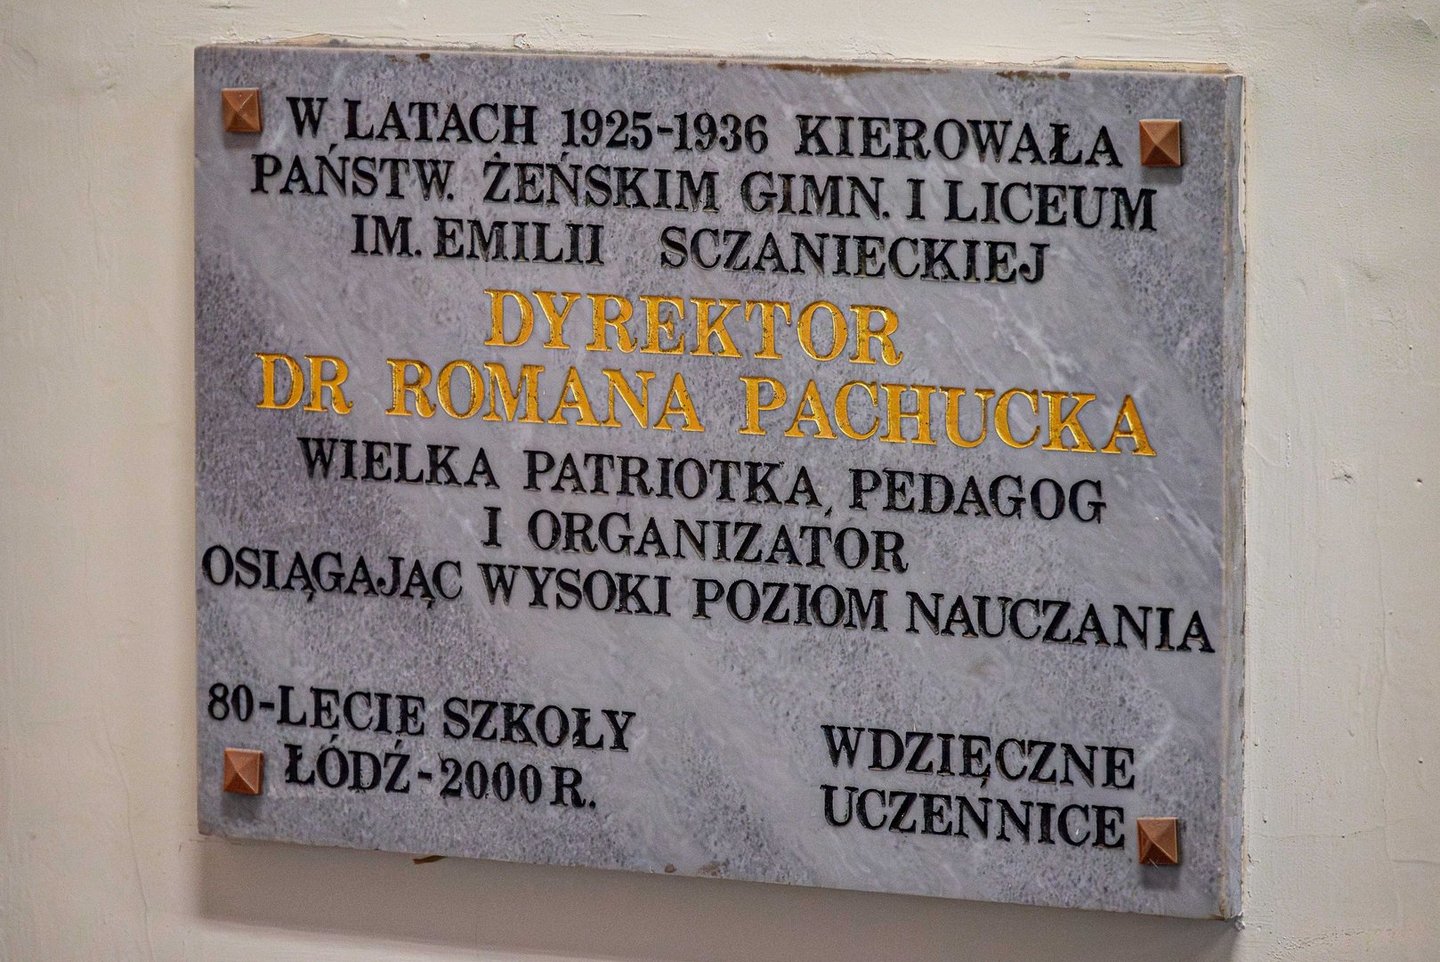 W LATACH 1925-1936 KIEROWAŁA
PAŃSTW. ŻEŃSKIM GIMN. I LICEUM
IM. EMILII SCZANIECKIEJ
DYREKTOR
DR ROMANA PACHUCKA
WIELKA PATRIOTKA, PEDAGOG
I ORGANIZATOR
OSIĄGAJĄC WYSOKI POZIOM NAUCZANIA
80-LECIE SZKOŁY
ŁÓDŹ-2000 R.
WDZIĘCZNE
UCZENNICE